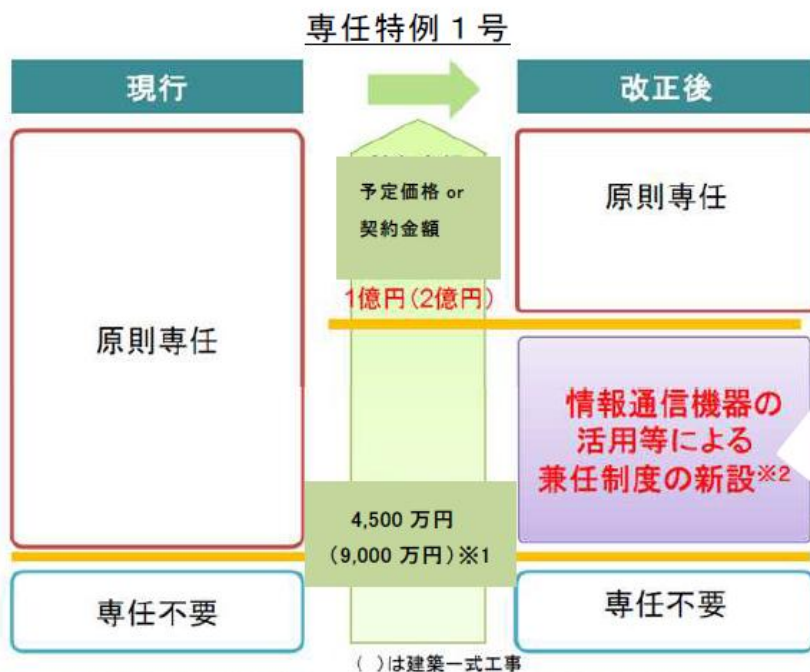 専任特例1号
現行
改正後
原則専任
予定価格 or
契約金額
1億円(2億円)
原則専任
情報通信機器の
活用等による
兼任制度の新設※2
4,500 万円
(9,000 万円)※1
専任不要
専任不要
( )は建築一式工事